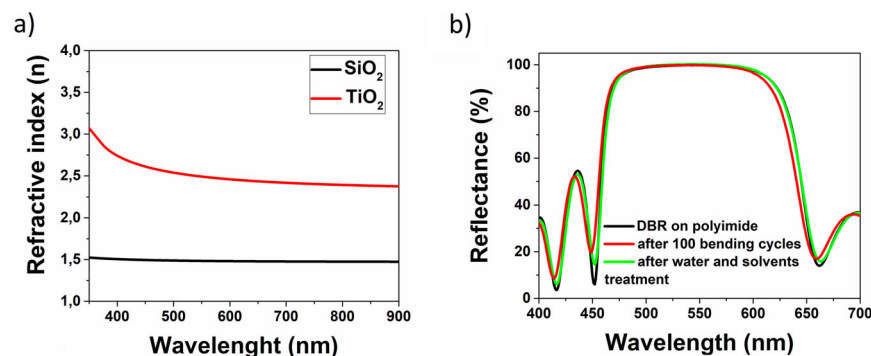 a)
Refractive index (n)
4,0
3,5
3,0
2,5
2,0
1,5
1,0
SiO₂
TiO₂
400 500 600 700 800 900
Wavelenght (nm)
b)
Reflectance (%)
100
80
60
40
20
0
DBR on polyimide
after 100 bending cycles
after water and solvents
treatment
400 450 500 550 600 650 700
Wavelength (nm)